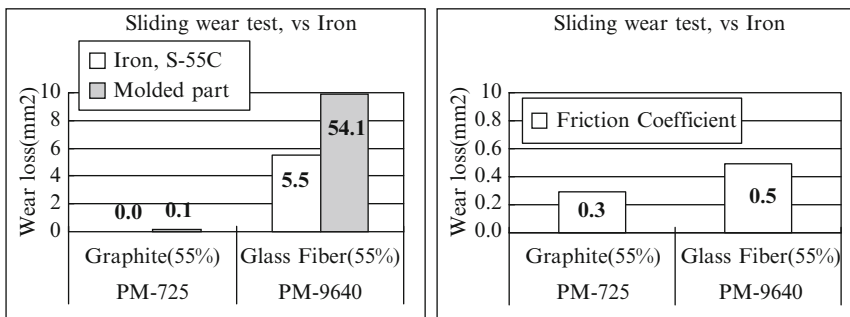 Sliding wear test, vs Iron
Iron, S-55C
Molded part
Wear loss(mm2)
10
8
6
4
2
0
0.0
0.1
5.5
54.1
Graphite(55%)
Glass Fiber(55%)
PM-725
PM-9640
Sliding wear test, vs Iron
Friction Coefficient
Wear loss(mm2)
10
0.8
0.6
0.4
0.2
0.0
0.3
0.5
Graphite(55%)
Glass Fiber(55%)
PM-725
PM-9640